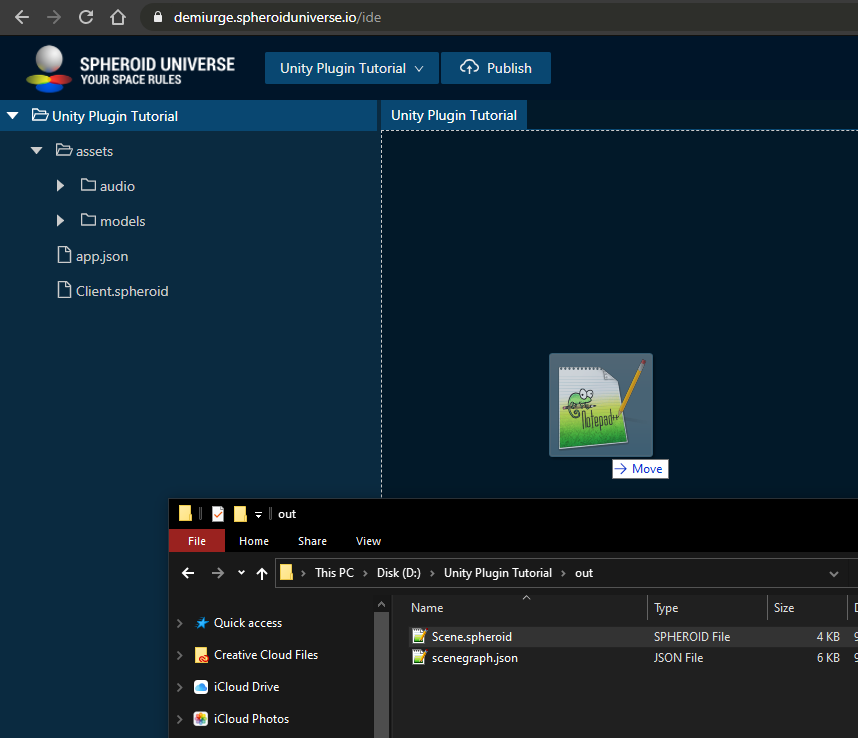 demiurge.spheroiduniverse.io/ide
SPHEROID UNIVERSE
YOUR SPACE RULES
Unity Plugin Tutorial
Publish
Unity Plugin Tutorial
Unity Plugin Tutorial
assets
audio
models
app.json
Client.spheroid
Notepad++
Move
out
File
Home
Share
View
This PC
Disk (D:)
Unity Plugin Tutorial
out
Name
Type
Size
Quick access
Scene.spheroid
SPHEROID File
4 KB
scenegraph.json
JSON File
6 KB
Creative Cloud Files
iCloud Drive
iCloud Photos